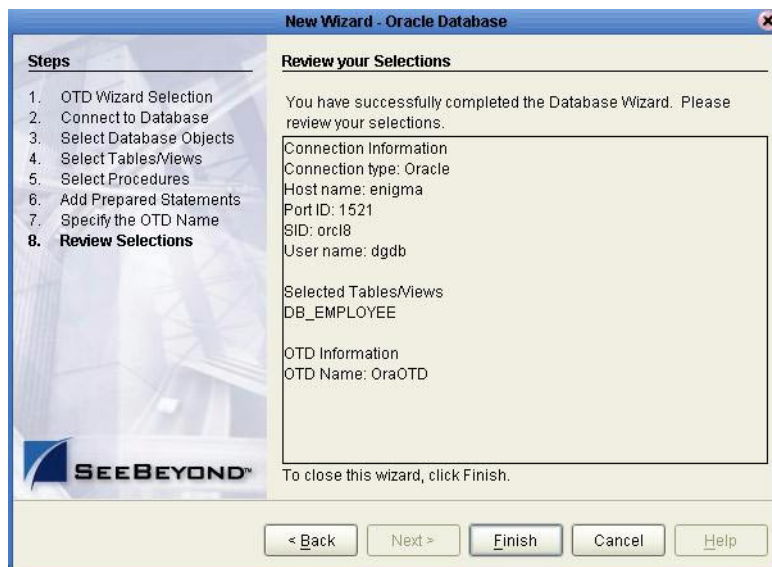 New Wizard - Oracle Database
Steps
1. OTD Wizard Selection
2. Connect to Database
3. Select Database Objects
4. Select Tables/Views
5. Select Procedures
6. Add Prepared Statements
7. Specify the OTD Name
8. Review Selections
SEEBEYOND™
Review your Selections
You have successfully completed the Database Wizard. Please
review your selections.
Connection Information
Connection type: Oracle
Host name: enigma
Port ID: 1521
SID: orcl8
User name: dgdb
Selected Tables/Views
DB_EMPLOYEE
OTD Information
OTD Name: OraOTD
To close this wizard, click Finish.
< Back Next > Finish Cancel Help